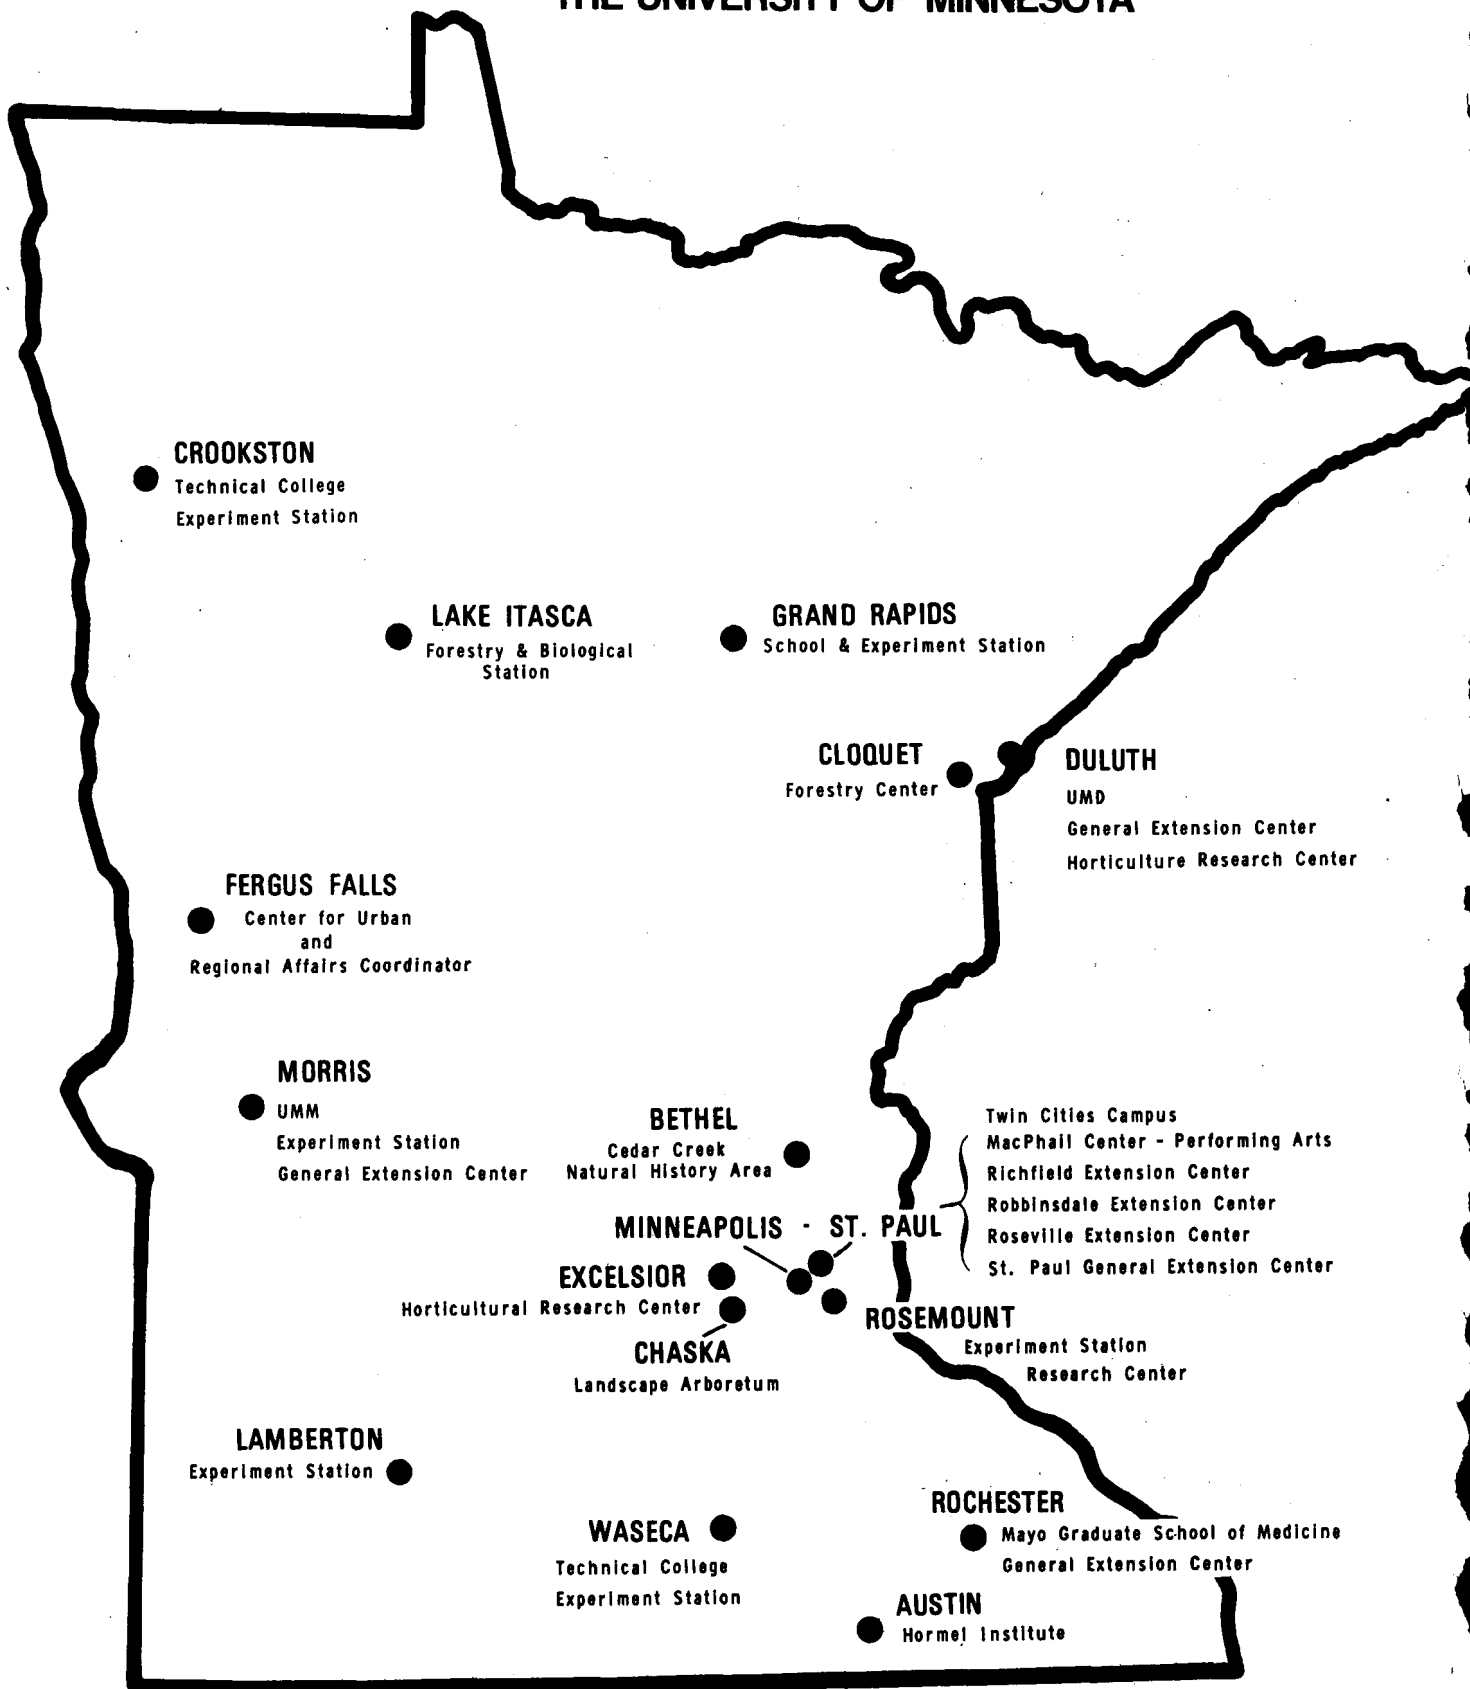 THE UNIVERSITY OF MINNESOTA
CROOKSTON
Technical College
Experiment Station
LAKE ITASCA
Forestry & Biological
Station
GRAND RAPIDS
School & Experiment Station
CLOQUET
Forestry Center
DULUTH
UMD
General Extension Center
Horticulture Research Center
FERGUS FALLS
Center for Urban
and
Regional Affairs Coordinator
MORRIS
UMM
Experiment Station
General Extension Center
BETHEL
Cedar Creek
Natural History Area
Twin Cities Campus
MacPhail Center - Performing Arts
Richfield Extension Center
Robbinsdale Extension Center
Roseville Extension Center
St. Paul General Extension Center
MINNEAPOLIS - ST. PAUL
EXCELSIOR
Horticultural Research Center
CHASKA
Landscape Arboretum
ROSEMOUNT
Experiment Station
Research Center
LAMBERTON
Experiment Station
WASECA
Technical College
Experiment Station
ROCHESTER
Mayo Graduate School of Medicine
General Extension Center
AUSTIN
Hormel Institute